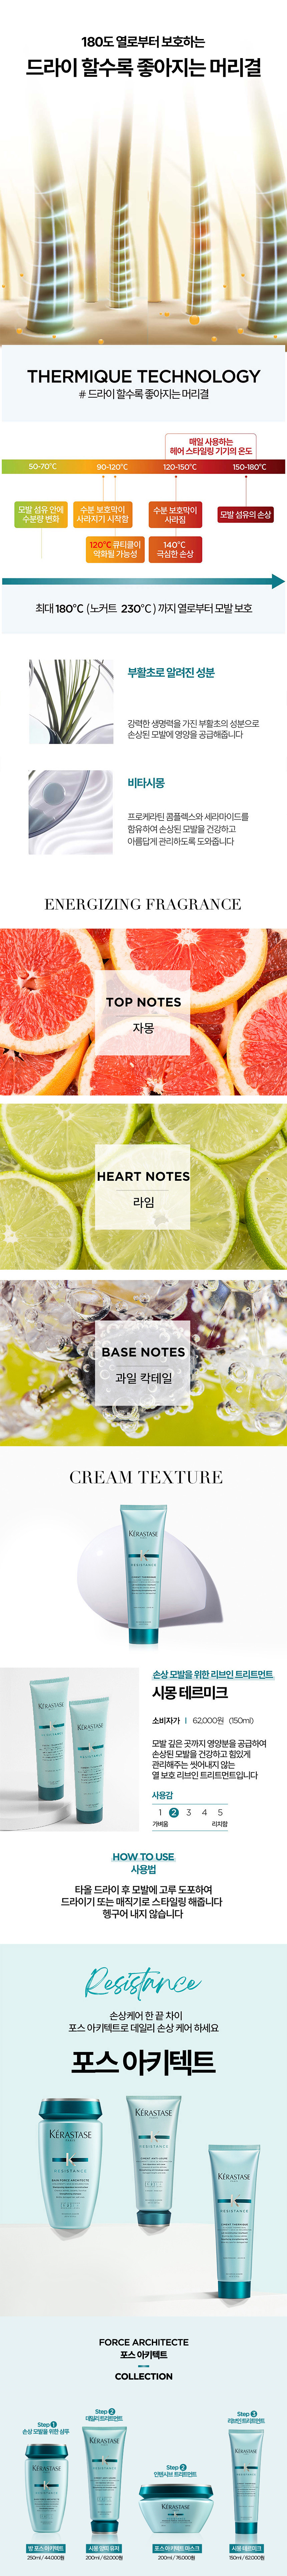 180도 열로부터 보호하는
드라이 할수록 좋아지는 머리결
THERMIQUE TECHNOLOGY
# 드라이 할수록 좋아지는 머리결
매일 사용하는
헤어 스타일링 기기의 온도
50-70°C 90-120°C 120-150°C 150-180°C
모발 섬유 안에
수분량 변화
수분 보호막이
사라지기 시작함
수분 보호막이
사라짐
모발 섬유의 손상
120°C 큐티클이
약화될 가능성
140°C
극심한 손상
최대 180°C (노커트 230°C) 까지 열로부터 모발 보호
부활초로 알려진 성분
강력한 생명력을 가진 부활초의 성분으로
손상된 모발에 영양을 공급해줍니다
비타시몽
프로케라틴 콤플렉스와 세라마이드를
함유하여 손상된 모발을 건강하고
아름답게 관리하도록 도와줍니다
ENERGIZING FRAGRANCE
TOP NOTES
자몽
HEART NOTES
라임
BASE NOTES
과일 칵테일
CREAM TEXTURE
KÉRASTASE
PARIS
RESISTANCE
KÉRASTASE
KÉRASTASE
손상 모발을 위한 리브인 트리트먼트
시몽 테르미크
소비자가 | 62,000원 (150ml)
모발 깊은 곳까지 영양분을 공급하여
손상된 모발을 건강하고 힘있게
관리해주는 씻어내지 않는
열 보호 리브인 트리트먼트입니다
사용감
1 2 3 4 5
가벼움 리치함
HOW TO USE
사용법
타올 드라이 후 모발에 고루 도포하여
드라이기 또는 매직기로 스타일링 해줍니다
헹구어 내지 않습니다
Resistance
손상케어 한 끝 차이
포스 아키텍트로 데일리 손상 케어 하세요
포스 아키텍트
KÉRASTASE
PARIS
RESISTANCE
KÉRASTASE
RESISTANCE
KÉRASTASE
RESISTANCE
FORCE ARCHITECTE
포스 아키텍트
COLLECTION
Step 1
손상 모발을 위한 샴푸
KÉRASTASE
방 포스 아키텍트
250ml / 44,000원
Step 2
데일리 트리트먼트
KÉRASTASE
시몽 앙띠 유자
200ml / 62,000원
Step 2
인텐시브 트리트먼트
KÉRASTASE
포스 아키텍트 마스크
200ml / 76,000원
Step 3
리브인 트리트먼트
KÉRASTASE
시몽 테르미크
150ml / 62,000원